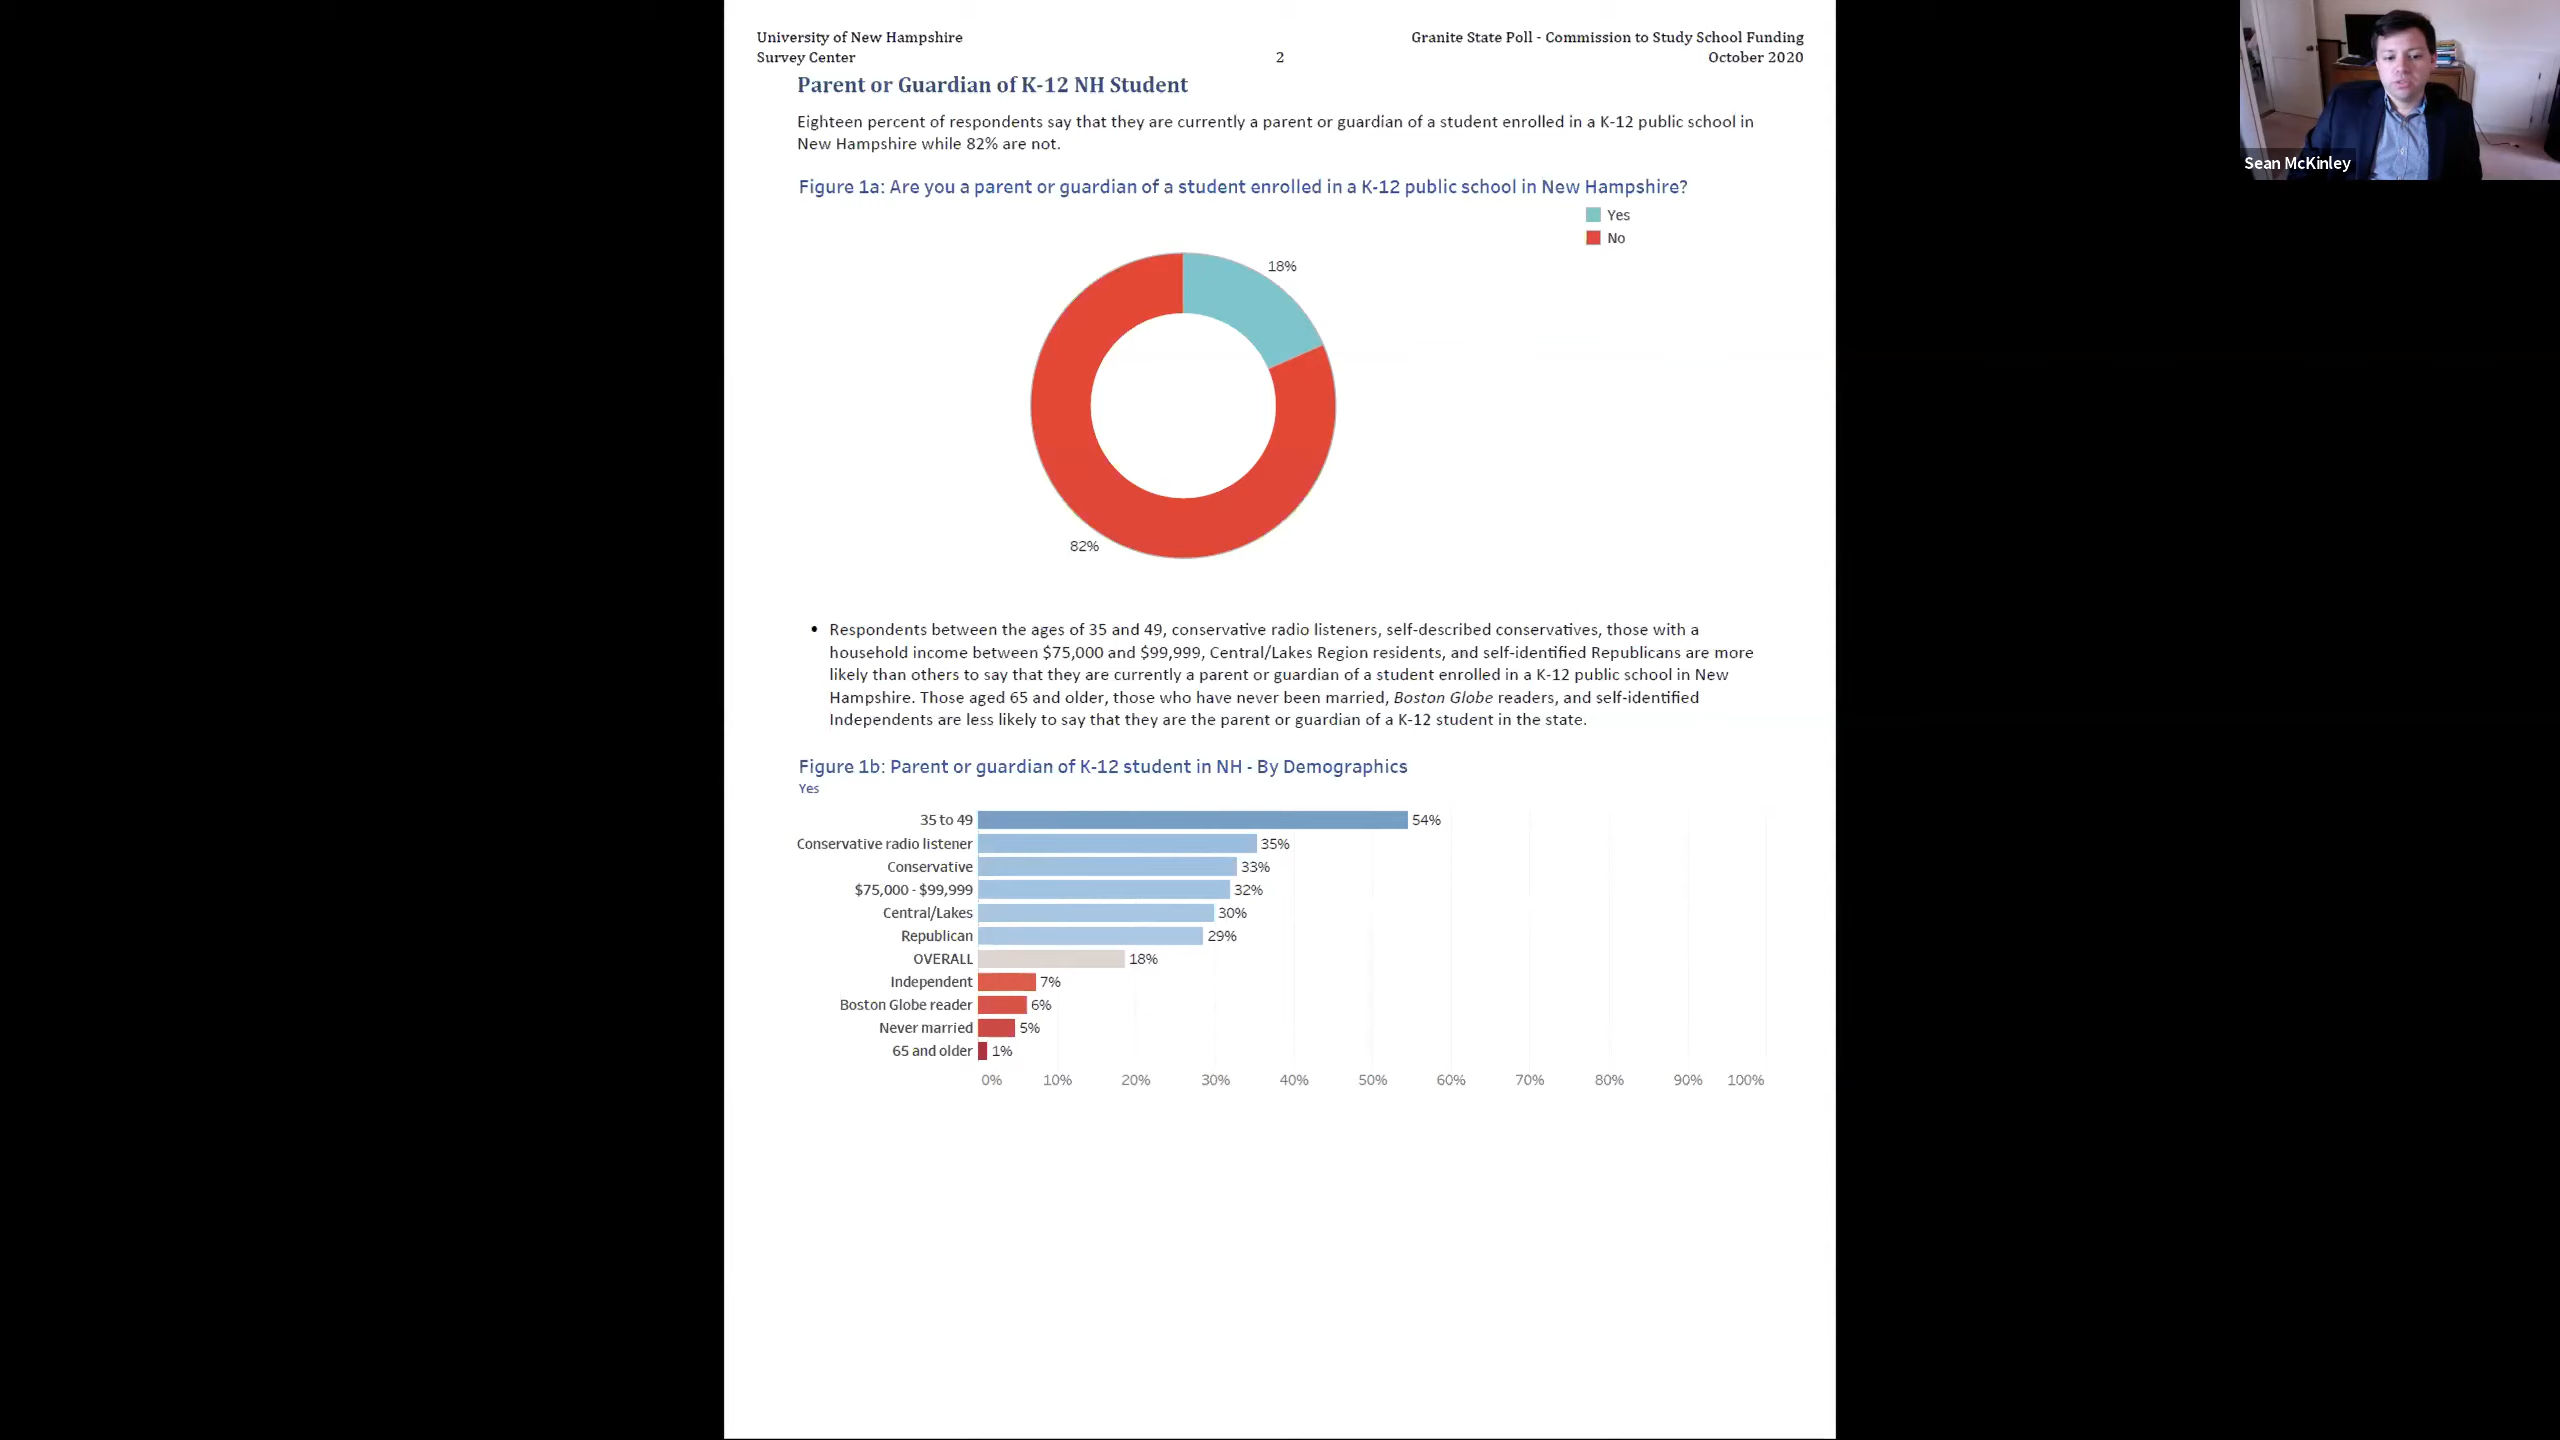 University of New Hampshire
Survey Center
2
Granite State Poll - Commission to Study School Funding
October 2020
Sean McKinley
Parent or Guardian of K-12 NH Student
Eighteen percent of respondents say that they are currently a parent or guardian of a student enrolled in a K-12 public school in
New Hampshire while 82% are not.
Figure 1a: Are you a parent or guardian of a student enrolled in a K-12 public school in New Hampshire?
Yes
No
18%
82%
• Respondents between the ages of 35 and 49, conservative radio listeners, self-described conservatives, those with a
household income between $75,000 and $99,999, Central/Lakes Region residents, and self-identified Republicans are more
likely than others to say that they are currently a parent or guardian of a student enrolled in a K-12 public school in New
Hampshire. Those aged 65 and older, those who have never been married, Boston Globe readers, and self-identified
Independents are less likely to say that they are the parent or guardian of a K-12 student in the state.
Figure 1b: Parent or guardian of K-12 student in NH - By Demographics
Yes
35 to 49 54%
Conservative radio listener 35%
Conservative 33%
$75,000 - $99,999 32%
Central/Lakes 30%
Republican 29%
OVERALL 18%
Independent 7%
Boston Globe reader 6%
Never married 5%
65 and older 1%
0% 10% 20% 30% 40% 50% 60% 70% 80% 90% 100%